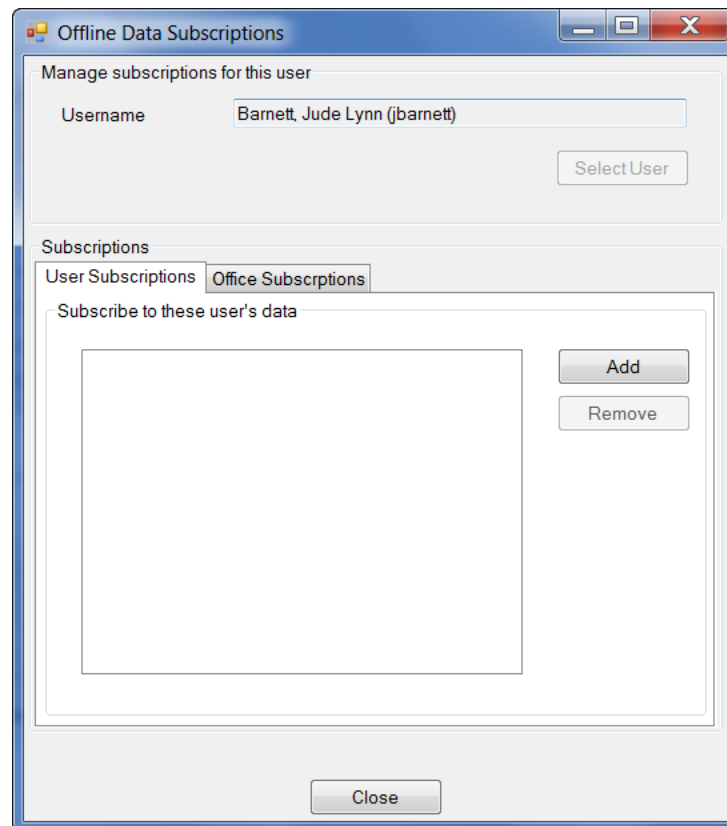 Offline Data Subscriptions
Manage subscriptions for this user
Username Barnett, Jude Lynn (jbarnett)
Select User
Subscriptions
User Subscriptions Office Subscrptions
Subscribe to these user's data
Add
Remove
Close